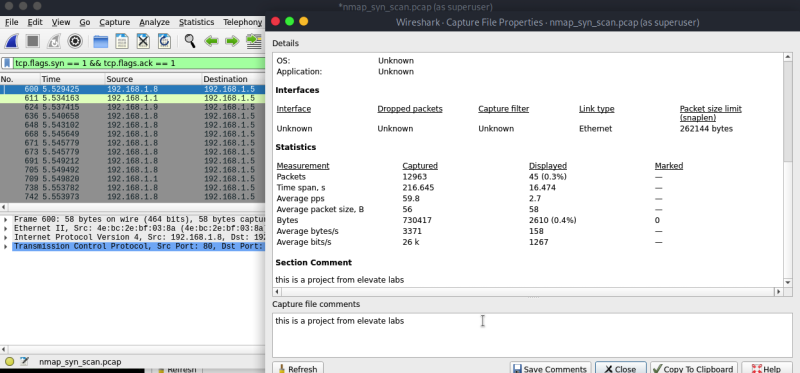 *nmap_syn_scan.pcap (as superuser)
File Edit View Go Capture Analyze Statistics Telephony
tcp.flags.syn == 1 && tcp.flags.ack == 1
No. Time Source Destination
600 5.529425 192.168.1.8 192.168.1.5
611 5.534163 192.168.1.1 192.168.1.5
624 5.537415 192.168.1.9 192.168.1.5
636 5.540658 192.168.1.8 192.168.1.5
648 5.543102 192.168.1.8 192.168.1.5
668 5.545649 192.168.1.8 192.168.1.5
671 5.545779 192.168.1.8 192.168.1.5
673 5.545779 192.168.1.8 192.168.1.5
691 5.549212 192.168.1.8 192.168.1.5
705 5.549492 192.168.1.8 192.168.1.5
709 5.549820 192.168.1.1 192.168.1.5
738 5.553782 192.168.1.8 192.168.1.5
742 5.553973 192.168.1.8 192.168.1.5
Frame 600: 58 bytes on wire (464 bits), 58 bytes captu
Ethernet II, Src: 4e:bc:2e:bf:03:8a (4e:bc:2e:bf:03:8a
Internet Protocol Version 4, Src: 192.168.1.8, Dst: 192
Transmission Control Protocol, Src Port: 80, Dst Port:
nmap_syn_scan.pcap
Refresh
Wireshark · Capture File Properties · nmap_syn_scan.pcap (as superuser)
Details
OS: Unknown
Application: Unknown
Interfaces
Interface Dropped packets Capture filter Link type Packet size limit
(snaplen)
Unknown Unknown Unknown Ethernet 262144 bytes
Statistics
Measurement Captured Displayed Marked
Packets 12963 45 (0.3%) —
Time span, s 216.645 16.474 —
Average pps 59.8 2.7 —
Average packet size, B 56 58 —
Bytes 730417 2610 (0.4%) 0
Average bytes/s 3371 158 —
Average bits/s 26 k 1267 —
Section Comment
this is a project from elevate labs
Capture file comments
this is a project from elevate labs
Refresh Save Comments Close Copy To Clipboard Help